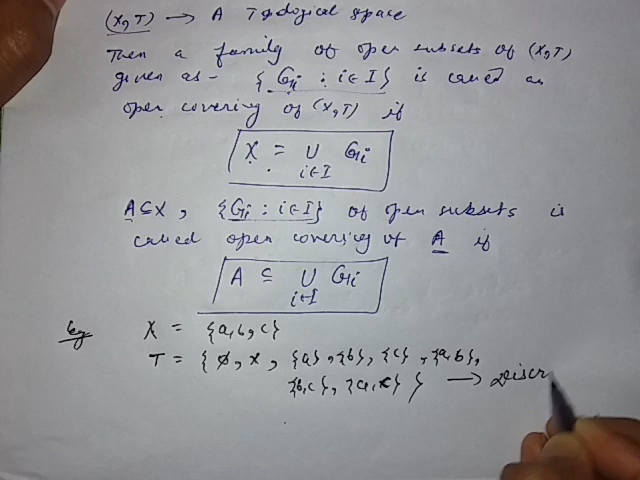 (X,T) → A Topological space
Then a family of open subsets of (X,T)
given as - { Gi : i∈I } is called an
open covering of (X,T) if
X = ∪ Gi
i∈I
A⊆X, {Gi : i∈I} of open subsets is
called open covering of A if
A ⊆ ∪ Gi
i∈I
eg X = {a,b,c}
T = { ∅, X, {a}, {b}, {c}, {a,b},
{b,c}, {a,c} } → Discr